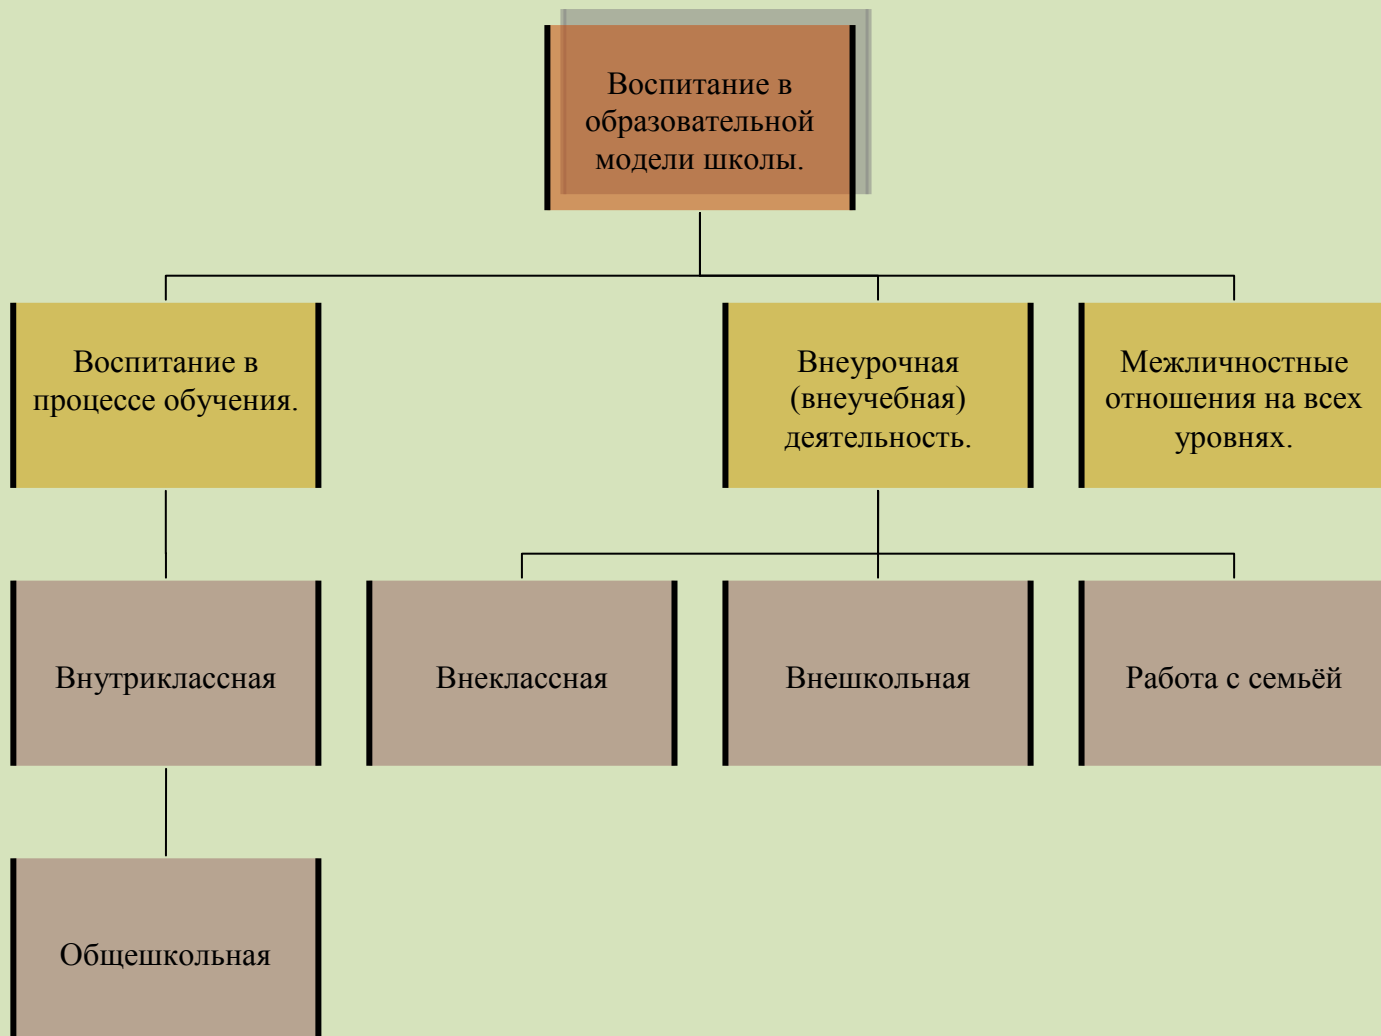 Воспитание в
образовательной
модели школы.
Воспитание в
процессе обучения.
Внеурочная
(внеучебная)
деятельность.
Межличностные
отношения на всех
уровнях.
Внутриклассная
Внеклассная
Внешкольная
Работа с семьёй
Общешкольная